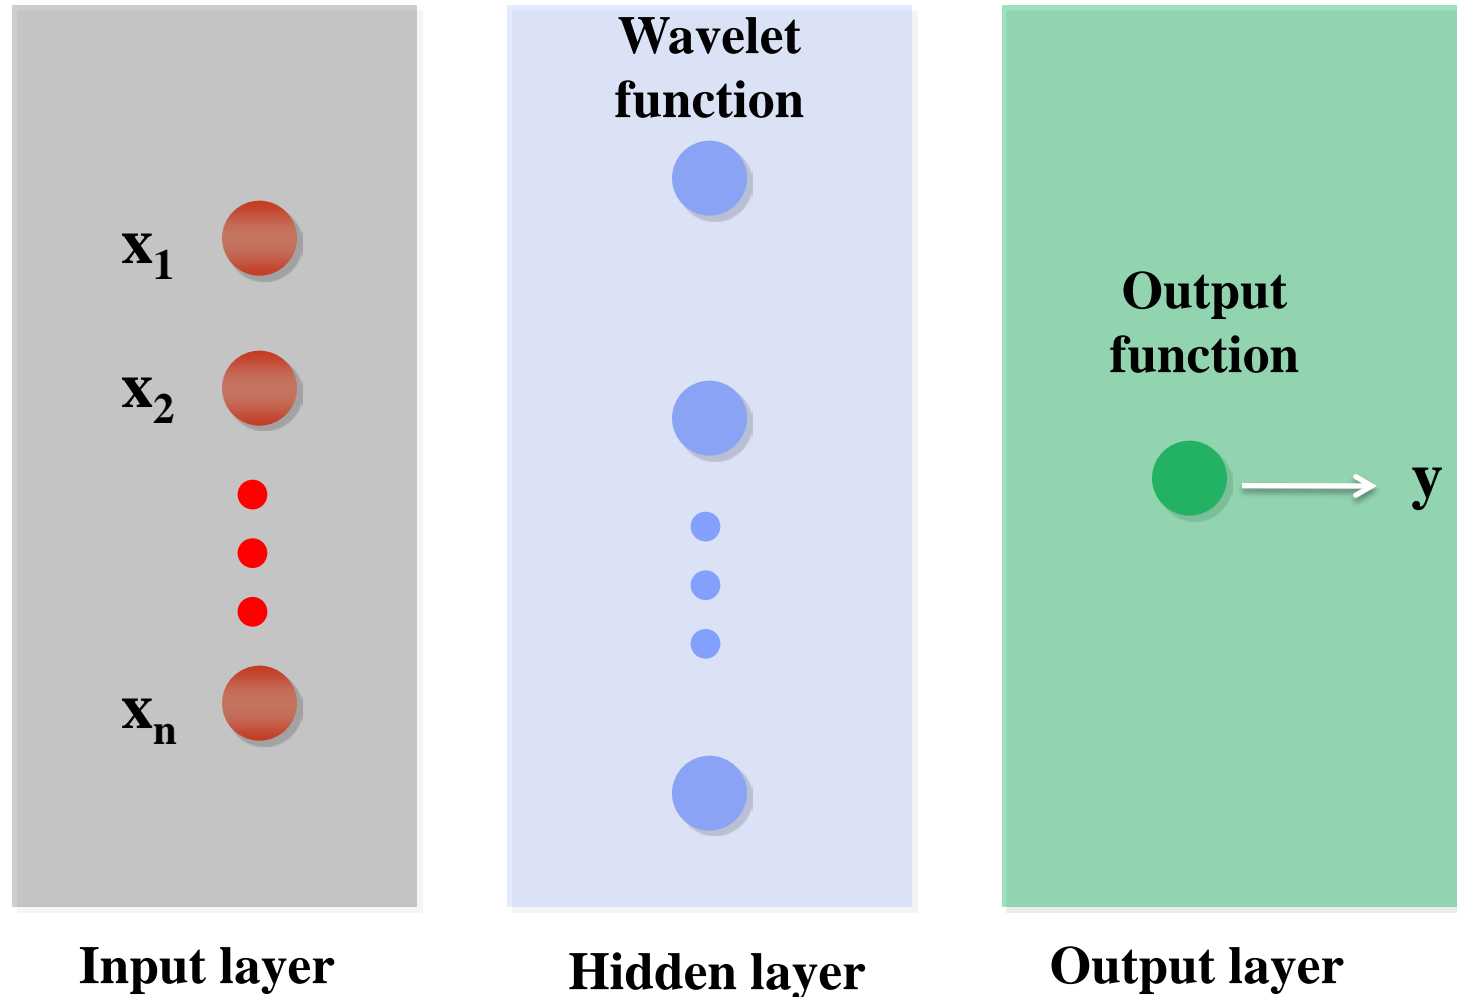 Wavelet
function
x₁
x₂
xₙ
Output
function
y
Input layer
Hidden layer
Output layer